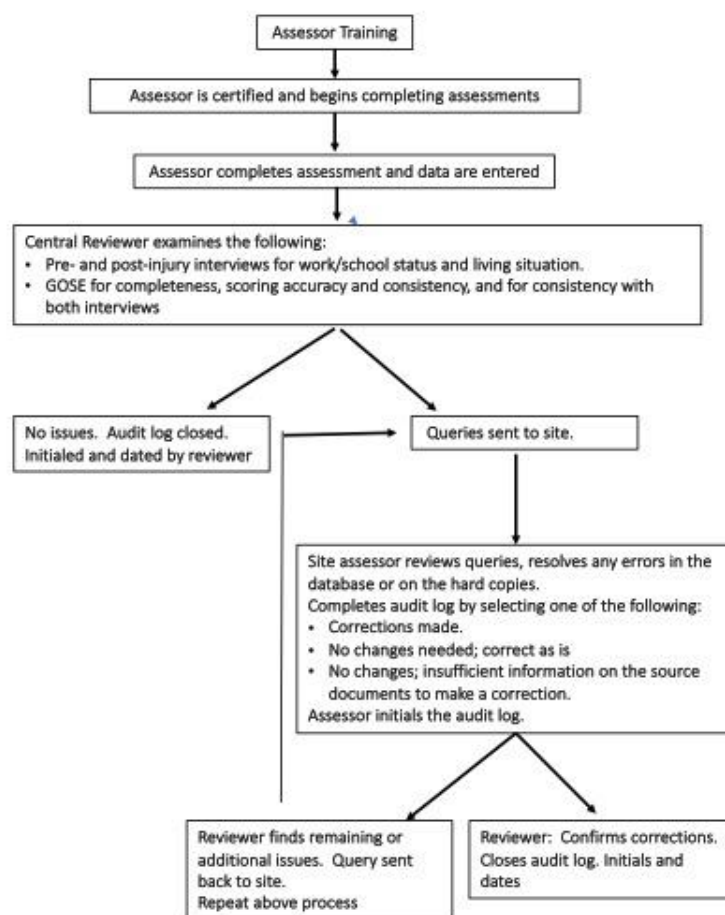 Assessor Training
Assessor is certified and begins completing assessments
Assessor completes assessment and data are entered
Central Reviewer examines the following:
• Pre- and post-injury interviews for work/school status and living situation.
• GOSE for completeness, scoring accuracy and consistency, and for consistency with
both interviews
No issues. Audit log closed.
Initialed and dated by reviewer
Queries sent to site.
Site assessor reviews queries, resolves any errors in the
database or on the hard copies.
Completes audit log by selecting one of the following:
• Corrections made.
• No changes needed; correct as is
• No changes; insufficient information on the source
documents to make a correction.
Assessor initials the audit log.
Reviewer finds remaining or
additional issues. Query sent
back to site.
Repeat above process
Reviewer: Confirms corrections.
Closes audit log. Initials and
dates